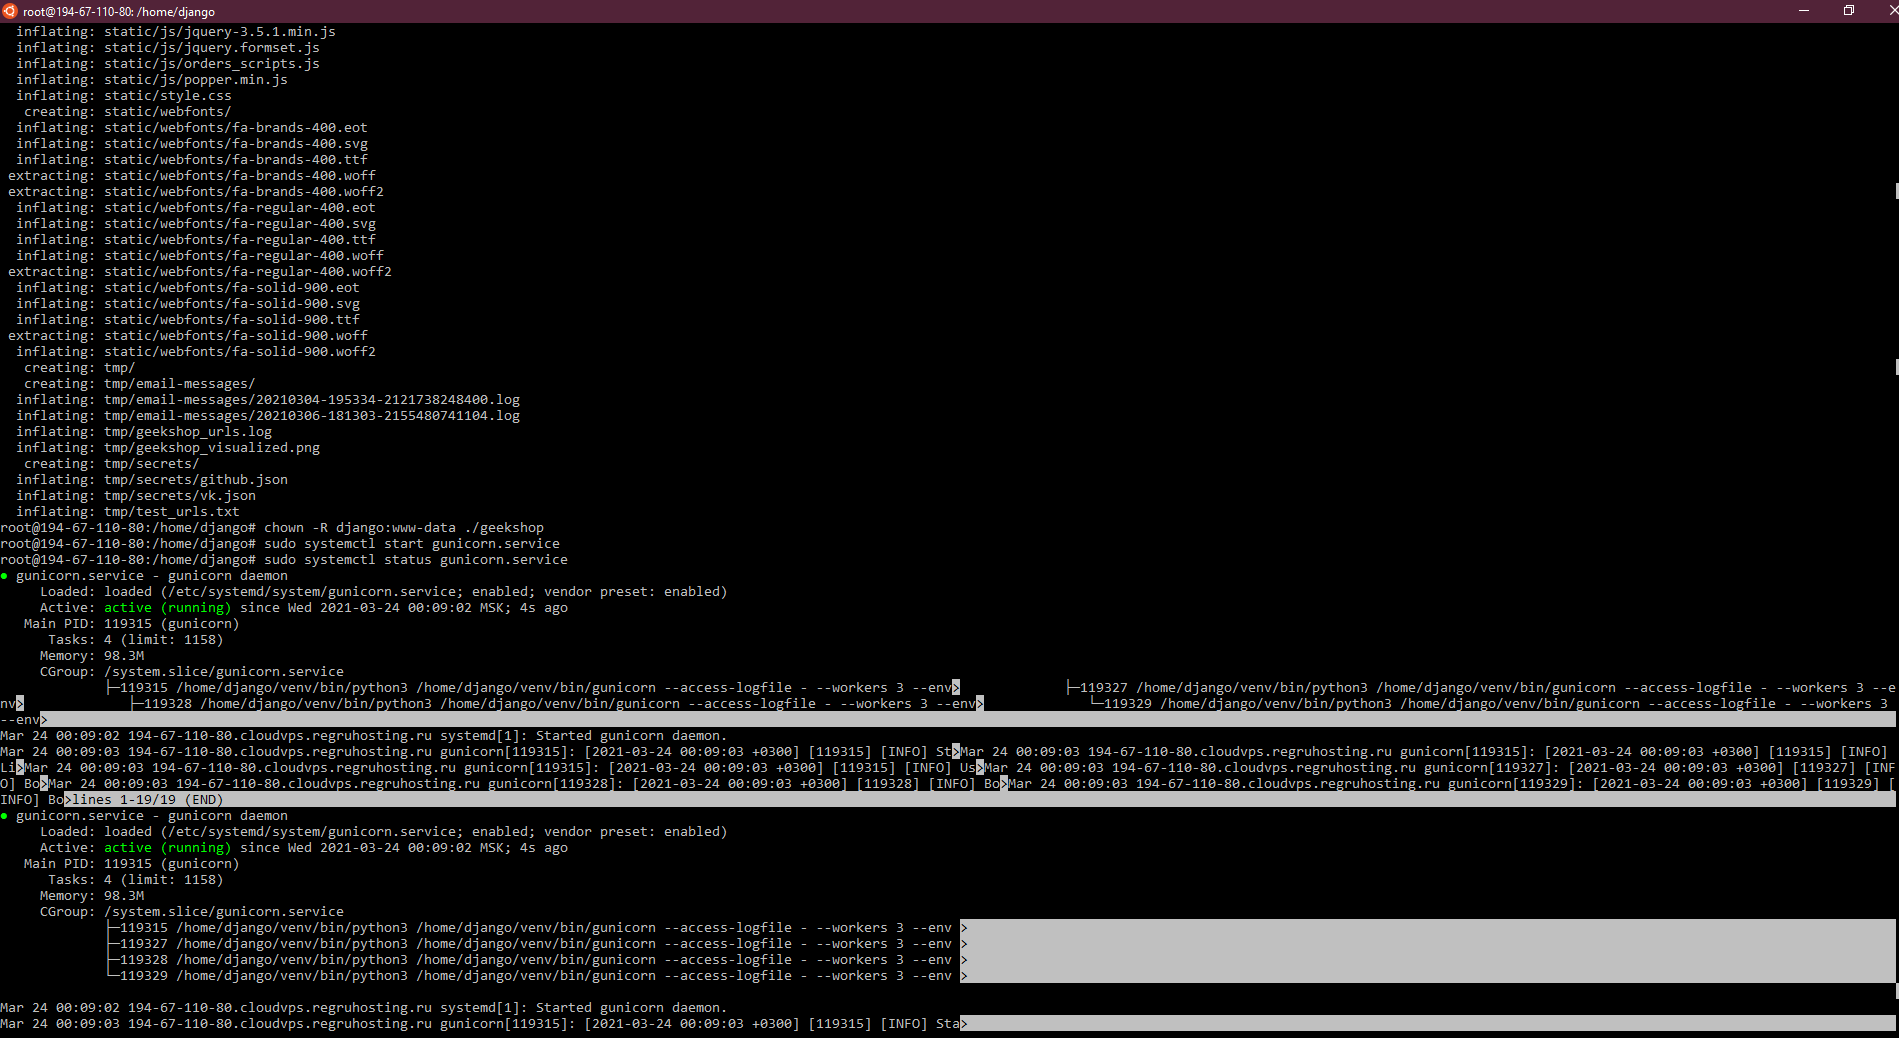 root@194-67-110-80: /home/django
inflating: static/js/jquery-3.5.1.min.js
inflating: static/js/jquery.formset.js
inflating: static/js/orders_scripts.js
inflating: static/js/popper.min.js
inflating: static/style.css
creating: static/webfonts/
inflating: static/webfonts/fa-brands-400.eot
inflating: static/webfonts/fa-brands-400.svg
inflating: static/webfonts/fa-brands-400.ttf
extracting: static/webfonts/fa-brands-400.woff
extracting: static/webfonts/fa-brands-400.woff2
inflating: static/webfonts/fa-regular-400.eot
inflating: static/webfonts/fa-regular-400.svg
inflating: static/webfonts/fa-regular-400.ttf
inflating: static/webfonts/fa-regular-400.woff
extracting: static/webfonts/fa-regular-400.woff2
inflating: static/webfonts/fa-solid-900.eot
inflating: static/webfonts/fa-solid-900.svg
inflating: static/webfonts/fa-solid-900.ttf
extracting: static/webfonts/fa-solid-900.woff
inflating: static/webfonts/fa-solid-900.woff2
creating: tmp/
creating: tmp/email-messages/
inflating: tmp/email-messages/20210304-195334-2121738248400.log
inflating: tmp/email-messages/20210306-181303-2155480741104.log
inflating: tmp/geekshop_urls.log
inflating: tmp/geekshop_visualized.png
creating: tmp/secrets/
inflating: tmp/secrets/github.json
inflating: tmp/secrets/vk.json
inflating: tmp/test_urls.txt
root@194-67-110-80:/home/django# chown -R django:www-data ./geekshop
root@194-67-110-80:/home/django# sudo systemctl start gunicorn.service
root@194-67-110-80:/home/django# sudo systemctl status gunicorn.service
● gunicorn.service - gunicorn daemon
Loaded: loaded (/etc/systemd/system/gunicorn.service; enabled; vendor preset: enabled)
Active: active (running) since Wed 2021-03-24 00:09:02 MSK; 4s ago
Main PID: 119315 (gunicorn)
Tasks: 4 (limit: 1158)
Memory: 98.3M
CGroup: /system.slice/gunicorn.service
├─119315 /home/django/venv/bin/python3 /home/django/venv/bin/gunicorn --access-logfile - --workers 3 --env> ├─119327 /home/django/venv/bin/python3 /home/django/venv/bin/gunicorn --access-logfile - --workers 3 --e
nv> ├─119328 /home/django/venv/bin/python3 /home/django/venv/bin/gunicorn --access-logfile - --workers 3 --env> └─119329 /home/django/venv/bin/python3 /home/django/venv/bin/gunicorn --access-logfile - --workers 3
--env>
Mar 24 00:09:02 194-67-110-80.cloudvps.regruhosting.ru systemd[1]: Started gunicorn daemon.
Mar 24 00:09:03 194-67-110-80.cloudvps.regruhosting.ru gunicorn[119315]: [2021-03-24 00:09:03 +0300] [119315] [INFO] St>Mar 24 00:09:03 194-67-110-80.cloudvps.regruhosting.ru gunicorn[119315]: [2021-03-24 00:09:03 +0300] [119315] [INFO]
Li>Mar 24 00:09:03 194-67-110-80.cloudvps.regruhosting.ru gunicorn[119315]: [2021-03-24 00:09:03 +0300] [119315] [INFO] Us>Mar 24 00:09:03 194-67-110-80.cloudvps.regruhosting.ru gunicorn[119327]: [2021-03-24 00:09:03 +0300] [119327] [INF
O] Bo>Mar 24 00:09:03 194-67-110-80.cloudvps.regruhosting.ru gunicorn[119328]: [2021-03-24 00:09:03 +0300] [119328] [INFO] Bo>Mar 24 00:09:03 194-67-110-80.cloudvps.regruhosting.ru gunicorn[119329]: [2021-03-24 00:09:03 +0300] [119329] [
INFO] Bo>lines 1-19/19 (END)
● gunicorn.service - gunicorn daemon
Loaded: loaded (/etc/systemd/system/gunicorn.service; enabled; vendor preset: enabled)
Active: active (running) since Wed 2021-03-24 00:09:02 MSK; 4s ago
Main PID: 119315 (gunicorn)
Tasks: 4 (limit: 1158)
Memory: 98.3M
CGroup: /system.slice/gunicorn.service
├─119315 /home/django/venv/bin/python3 /home/django/venv/bin/gunicorn --access-logfile - --workers 3 --env >
├─119327 /home/django/venv/bin/python3 /home/django/venv/bin/gunicorn --access-logfile - --workers 3 --env >
├─119328 /home/django/venv/bin/python3 /home/django/venv/bin/gunicorn --access-logfile - --workers 3 --env >
└─119329 /home/django/venv/bin/python3 /home/django/venv/bin/gunicorn --access-logfile - --workers 3 --env >
Mar 24 00:09:02 194-67-110-80.cloudvps.regruhosting.ru systemd[1]: Started gunicorn daemon.
Mar 24 00:09:03 194-67-110-80.cloudvps.regruhosting.ru gunicorn[119315]: [2021-03-24 00:09:03 +0300] [119315] [INFO] Sta>